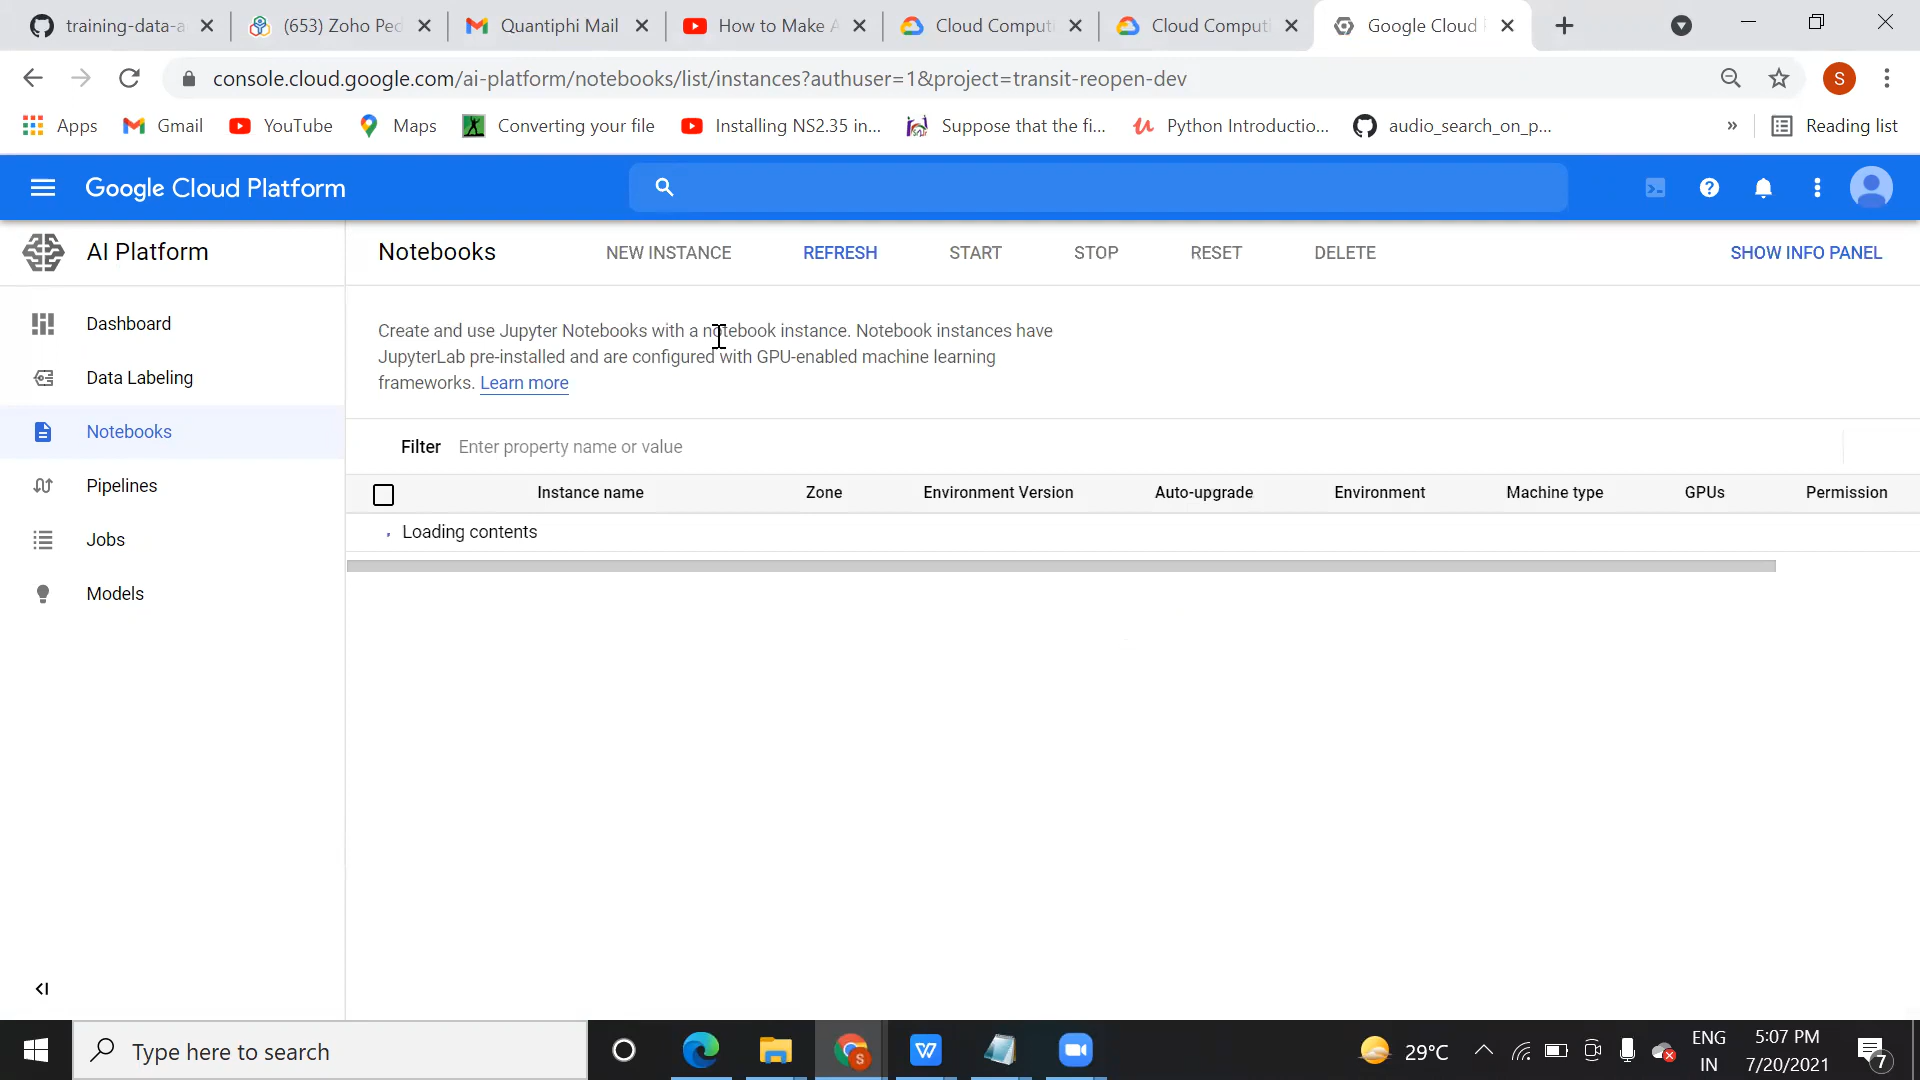 training-data-a
(653) Zoho Peo
Quantiphi Mail
How to Make A
Cloud Computi
Cloud Computi
Google Cloud
console.cloud.google.com/ai-platform/notebooks/list/instances?authuser=1&project=transit-reopen-dev
S
Apps
Gmail
YouTube
Maps
Converting your file
Installing NS2.35 in...
Suppose that the fi...
Python Introductio...
audio_search_on_p...
»
Reading list
Google Cloud Platform
AI Platform
Notebooks
NEW INSTANCE
REFRESH
START
STOP
RESET
DELETE
SHOW INFO PANEL
Dashboard
Data Labeling
Notebooks
Pipelines
Jobs
Models
Create and use Jupyter Notebooks with a notebook instance. Notebook instances have
JupyterLab pre-installed and are configured with GPU-enabled machine learning
frameworks. Learn more
Filter Enter property name or value
Instance name
Zone
Environment Version
Auto-upgrade
Environment
Machine type
GPUs
Permission
Loading contents
Type here to search
29°C
ENG
IN
5:07 PM
7/20/2021
7